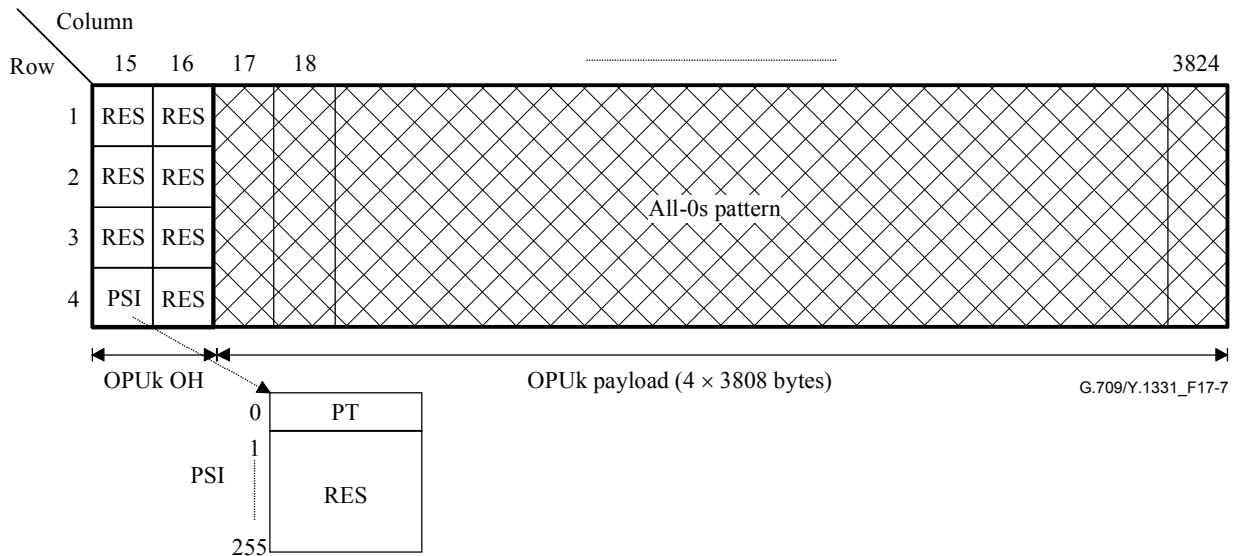 Column
Row 15 16 17 18 3824
1 RES RES
2 RES RES
All-0s pattern
3 RES RES
4 PSI RES
OPUk OH OPUk payload (4 × 3808 bytes) G.709/Y.1331_F17-7
0 PT
1
PSI
RES
255